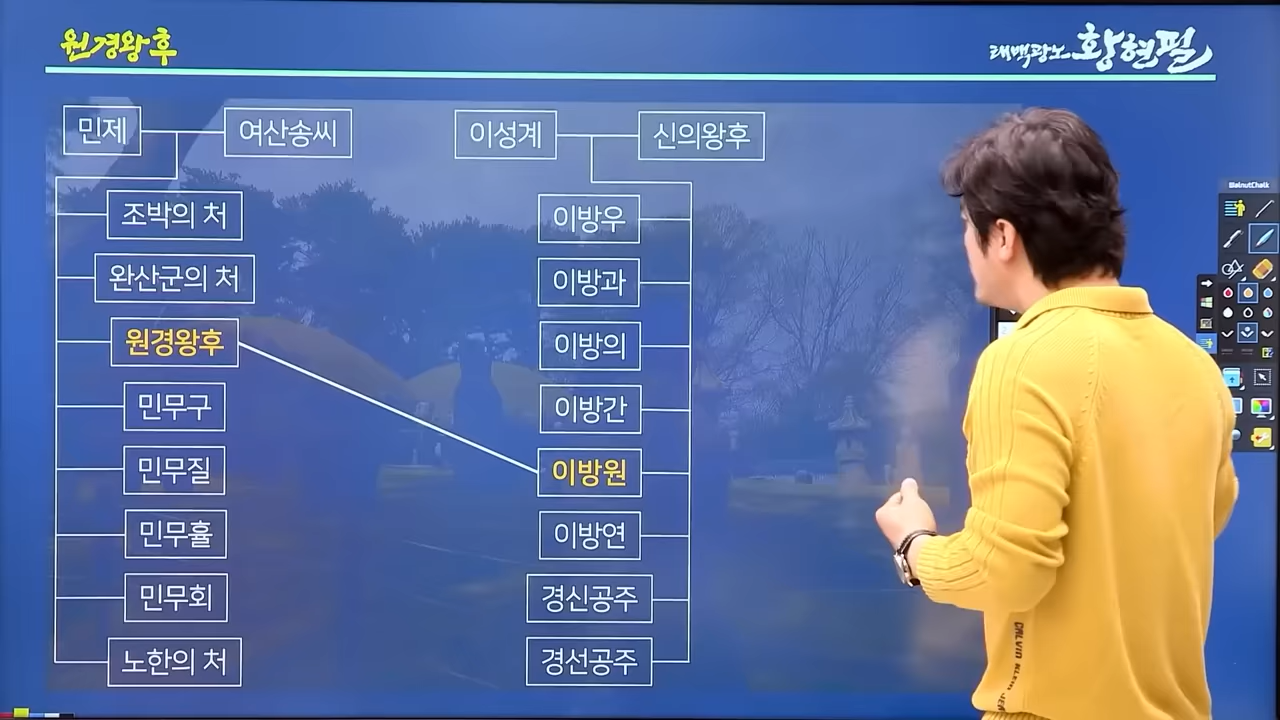 원경왕후
태백광노 황현필
민제 여산송씨 이성계 신의왕후
조박의 처 이방우
완산군의 처 이방과
원경왕후 이방의
민무구 이방간
민무질 이방원
민무휼 이방연
민무회 경신공주
노한의 처 경선공주
WalnutChalk
CALVIN KLEIN JEA